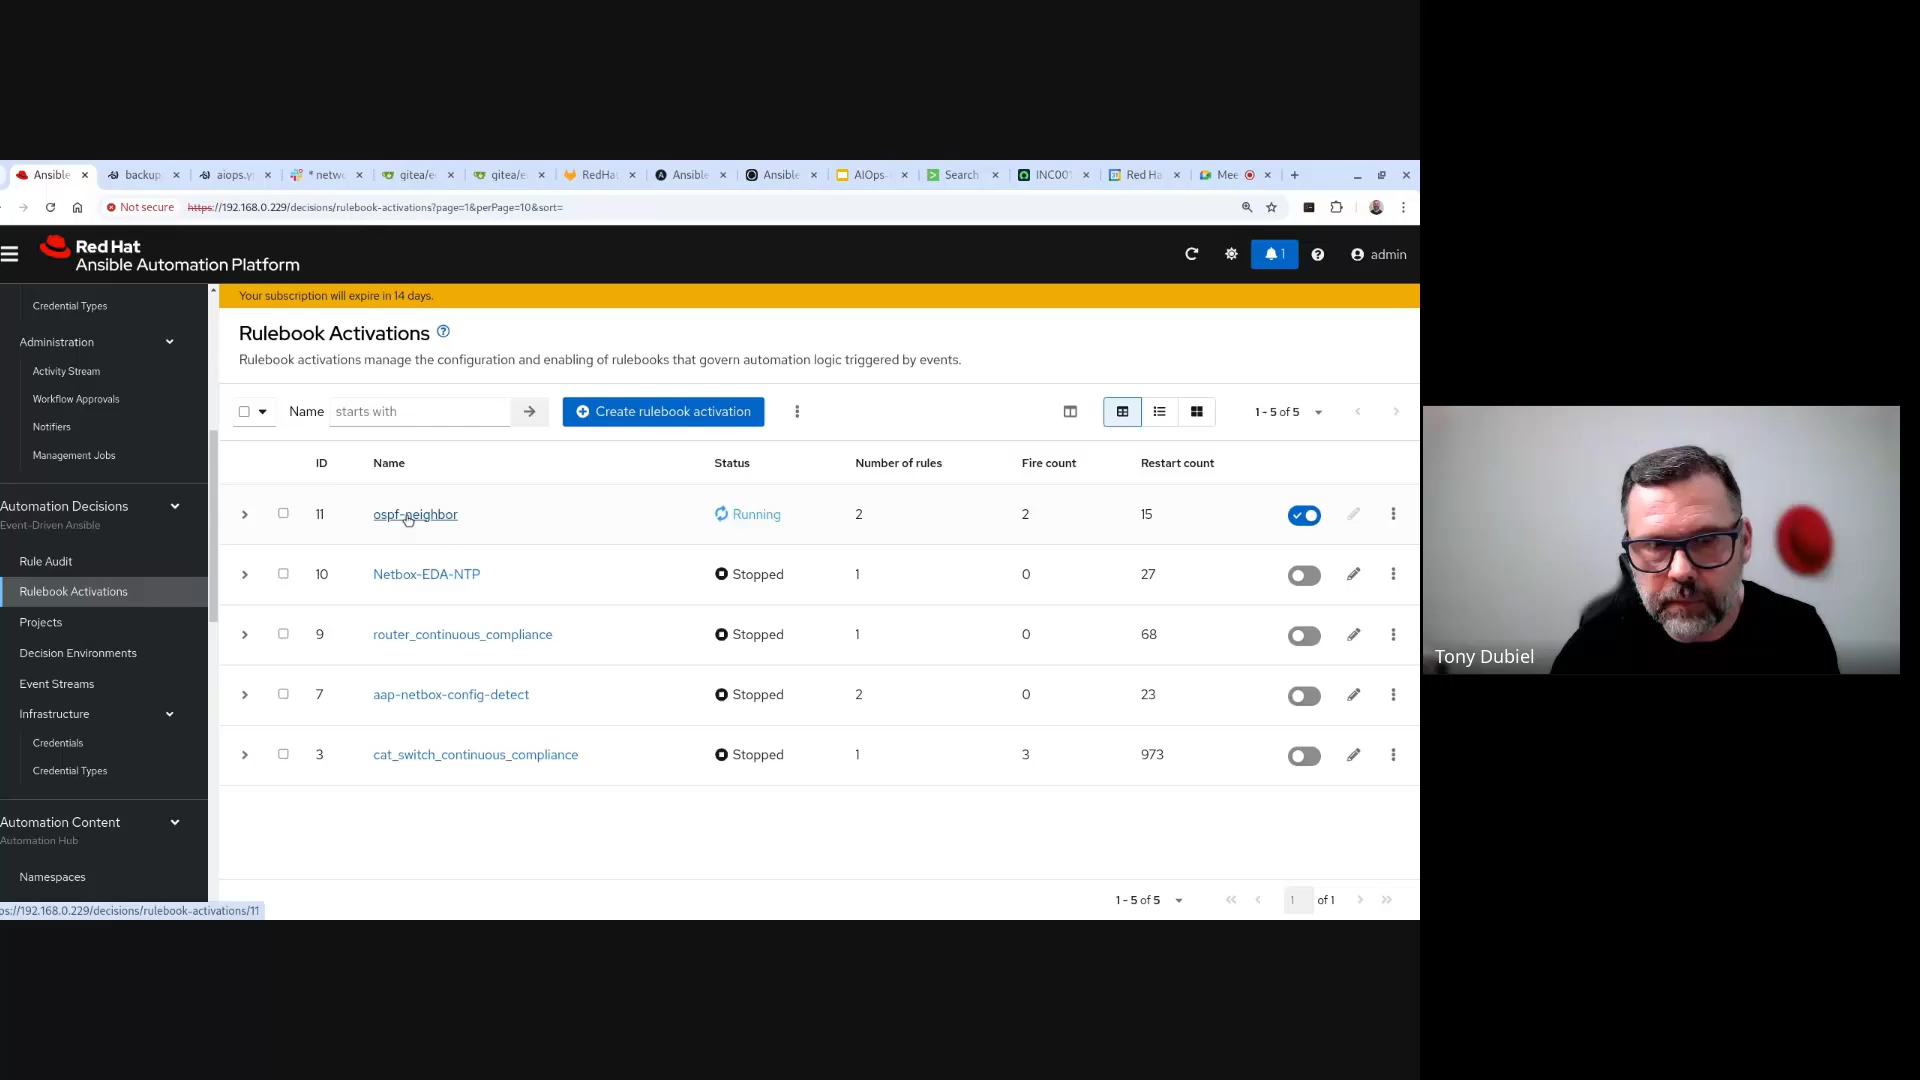 Ansible
backup
aiops.y
* netwo
gitea/e
gitea/e
RedHa
Ansible
Ansible
AIOps-
Search
INC001
Red Ha
Mee
Not secure
https://192.168.0.229/decisions/rulebook-activations?page=1&perPage=10&sort=
Red Hat
Ansible Automation Platform
1
admin
Credential Types
Administration
Activity Stream
Workflow Approvals
Notifiers
Management Jobs
Automation Decisions
Event-Driven Ansible
Rule Audit
Rulebook Activations
Projects
Decision Environments
Event Streams
Infrastructure
Credentials
Credential Types
Automation Content
Automation Hub
Namespaces
ps://192.168.0.229/decisions/rulebook-activations/11
Your subscription will expire in 14 days.
Rulebook Activations
Rulebook activations manage the configuration and enabling of rulebooks that govern automation logic triggered by events.
Name starts with Create rulebook activation 1 - 5 of 5
ID Name Status Number of rules Fire count Restart count
11 ospf-neighbor Running 2 2 15
10 Netbox-EDA-NTP Stopped 1 0 27
9 router_continuous_compliance Stopped 1 0 68
7 aap-netbox-config-detect Stopped 2 0 23
3 cat_switch_continuous_compliance Stopped 1 3 973
1 - 5 of 5 1 of 1
Tony Dubiel